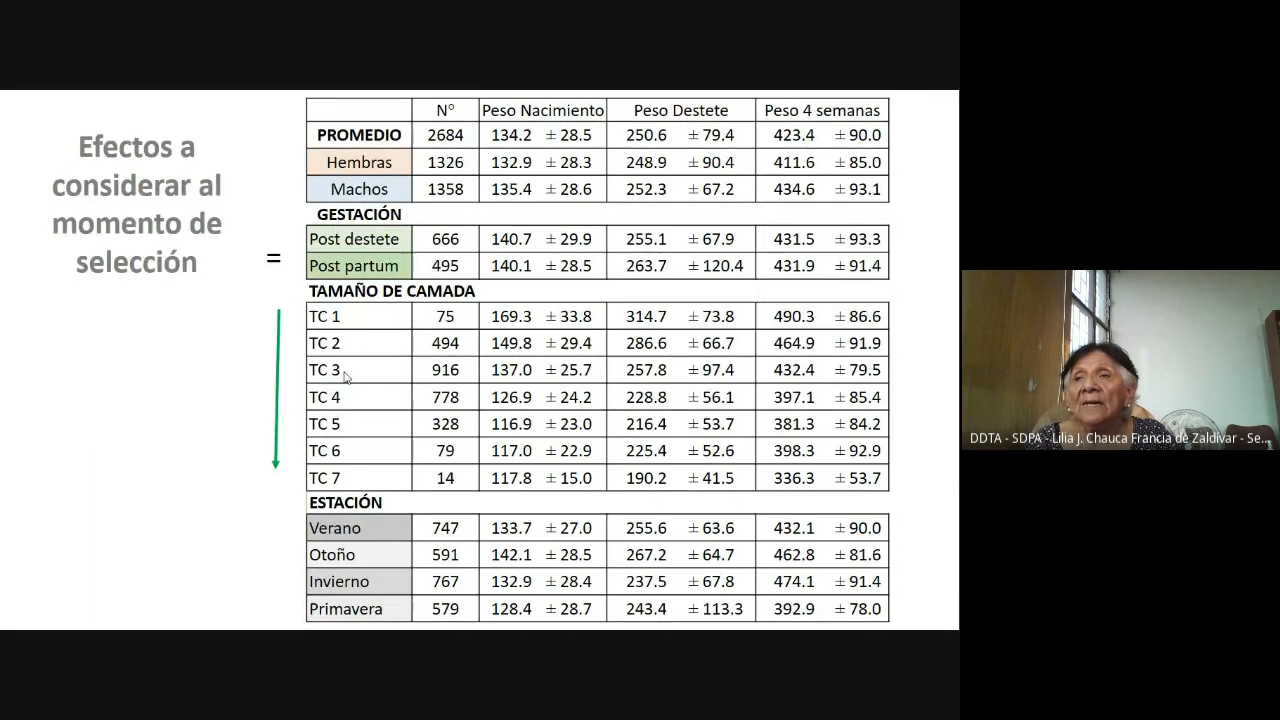 Efectos a
considerar al
momento de
selección
=
N° Peso Nacimiento Peso Destete Peso 4 semanas
PROMEDIO 2684 134.2 ± 28.5 250.6 ± 79.4 423.4 ± 90.0
Hembras 1326 132.9 ± 28.3 248.9 ± 90.4 411.6 ± 85.0
Machos 1358 135.4 ± 28.6 252.3 ± 67.2 434.6 ± 93.1
GESTACIÓN
Post destete 666 140.7 ± 29.9 255.1 ± 67.9 431.5 ± 93.3
Post partum 495 140.1 ± 28.5 263.7 ± 120.4 431.9 ± 91.4
TAMAÑO DE CAMADA
TC 1 75 169.3 ± 33.8 314.7 ± 73.8 490.3 ± 86.6
TC 2 494 149.8 ± 29.4 286.6 ± 66.7 464.9 ± 91.9
TC 3 916 137.0 ± 25.7 257.8 ± 97.4 432.4 ± 79.5
TC 4 778 126.9 ± 24.2 228.8 ± 56.1 397.1 ± 85.4
TC 5 328 116.9 ± 23.0 216.4 ± 53.7 381.3 ± 84.2
TC 6 79 117.0 ± 22.9 225.4 ± 52.6 398.3 ± 92.9
TC 7 14 117.8 ± 15.0 190.2 ± 41.5 336.3 ± 53.7
ESTACIÓN
Verano 747 133.7 ± 27.0 255.6 ± 63.6 432.1 ± 90.0
Otoño 591 142.1 ± 28.5 267.2 ± 64.7 462.8 ± 81.6
Invierno 767 132.9 ± 28.4 237.5 ± 67.8 474.1 ± 91.4
Primavera 579 128.4 ± 28.7 243.4 ± 113.3 392.9 ± 78.0
DDTA - SDPA - Lilia J. Chauca Francia de Zaldívar - Se...